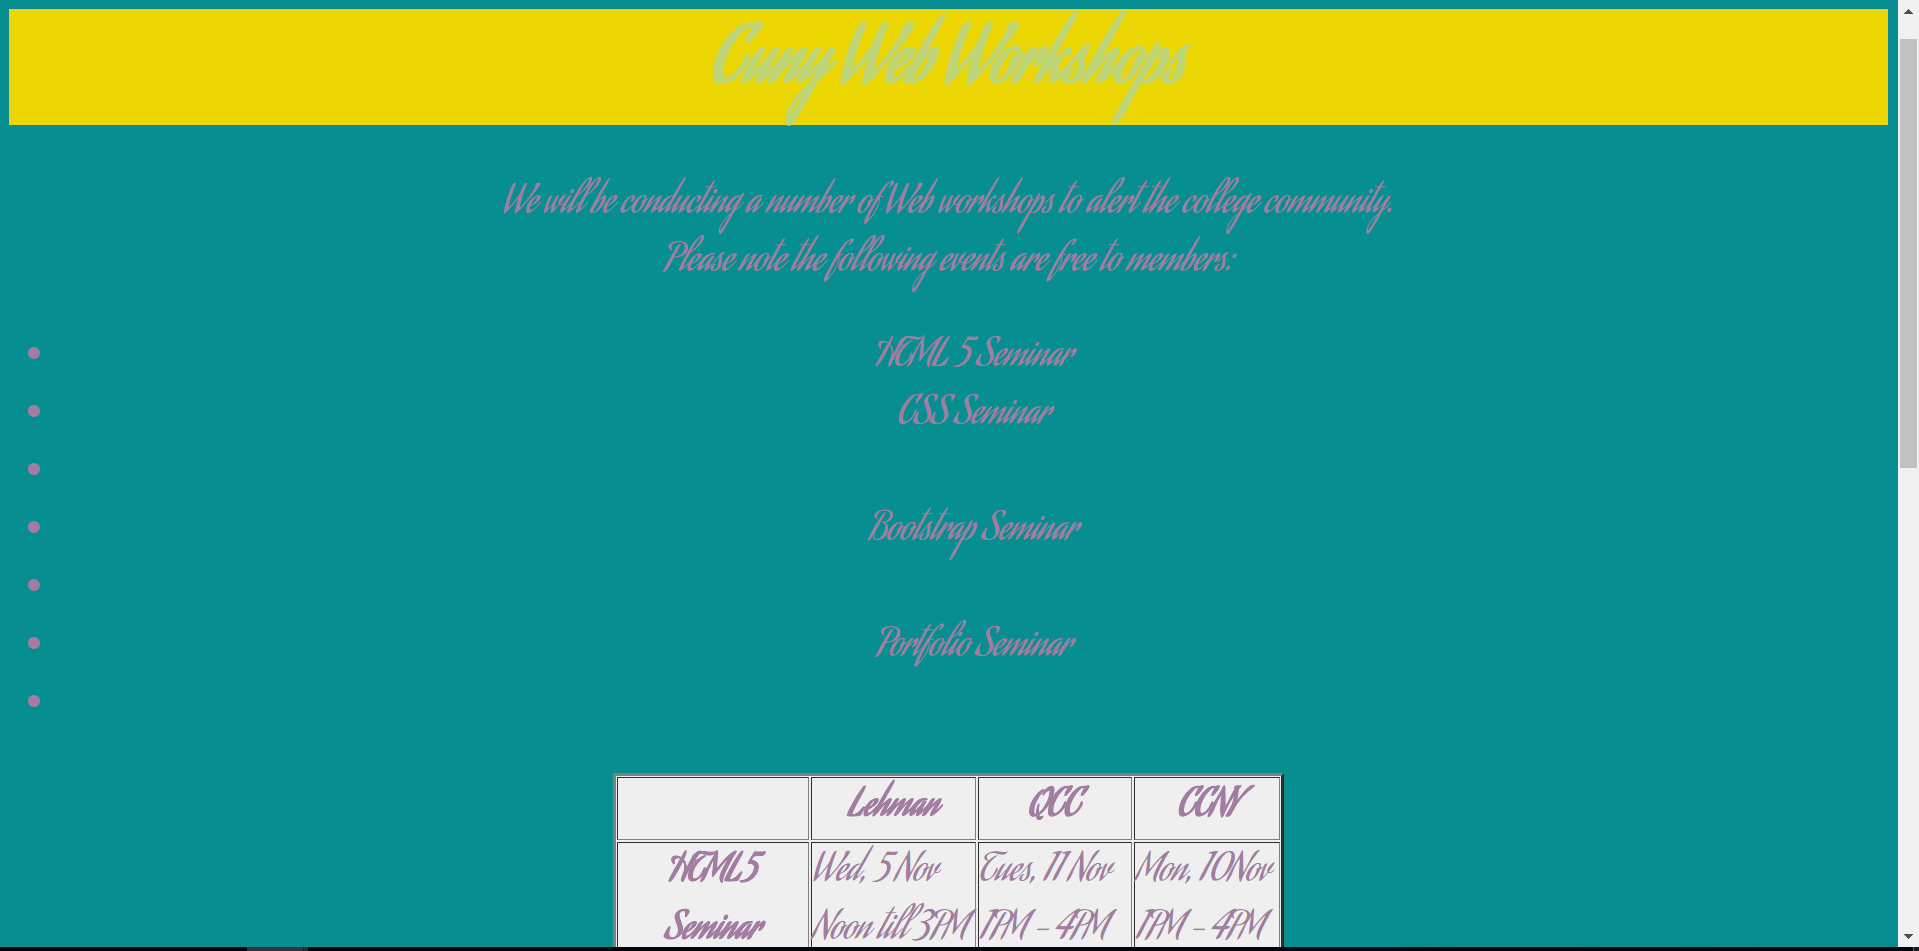 Cuny Web Workshops
We will be conducting a number of Web workshops to alert the college community.
Please note the following events are free to members:
HTML 5 Seminar
CSS Seminar
Bootstrap Seminar
Portfolio Seminar
Lehman QCC CCNY
HTML5 Wed, 5 Nov Tues, 11 Nov Mon, 10Nov
Seminar Noon till 3PM 1PM - 4PM 1PM - 4PM